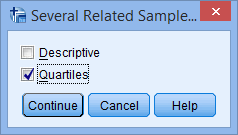 Several Related Sample...
Descriptive
Quartiles
Continue Cancel Help